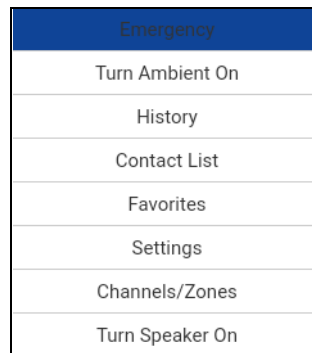 Emergency
Turn Ambient On
History
Contact List
Favorites
Settings
Channels/Zones
Turn Speaker On